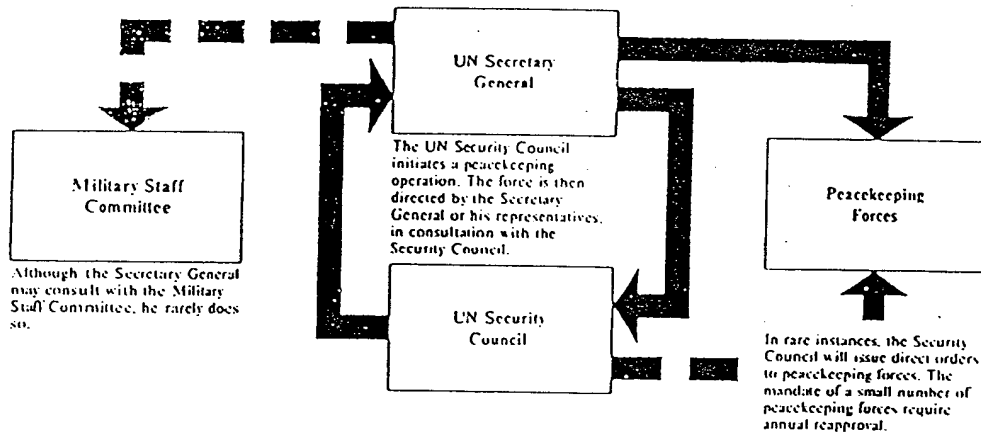 UN Secretary
General
The UN Security Council
initiates a peacekeeping
operation. The force is then
directed by the Secretary
General or his representatives,
in consultation with the
Security Council.
Military Staff
Committee
Although the Secretary General
may consult with the Military
Staff Committee, he rarely does
so.
Peacekeeping
Forces
UN Security
Council
In rare instances, the Security
Council will issue direct orders
to peacekeeping forces. The
mandate of a small number of
peacekeeping forces require
annual reapproval.